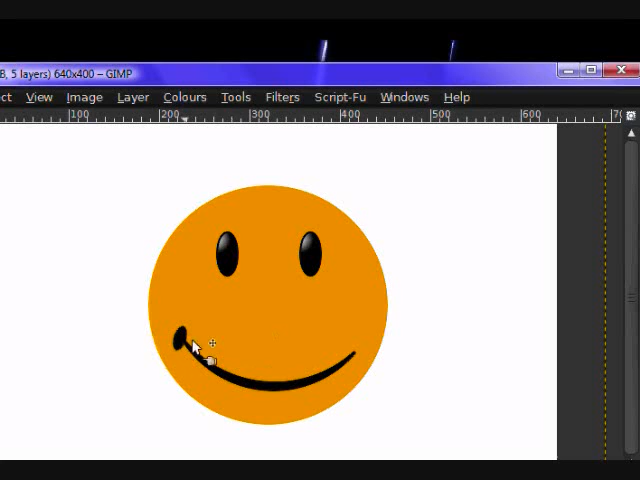 B, 5 layers) 640x400 – GIMP
ct View Image Layer Colours Tools Filters Script-Fu Windows Help
100 200 300 400 500 600 70